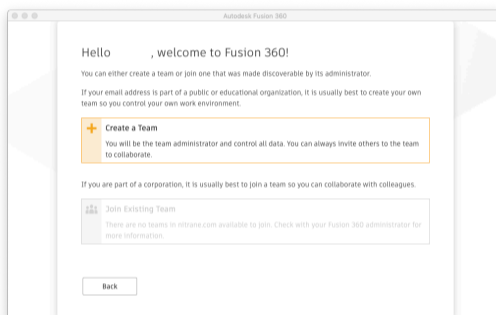 Autodesk Fusion 360
Hello , welcome to Fusion 360!
You can either create a team or join one that was made discoverable by its administrator.
If your email address is part of a public or educational organization, it is usually best to create your own
team so you control your own work environment.
Create a Team
You will be the team administrator and control all data. You can always invite others to the team
to collaborate.
If you are part of a corporation, it is usually best to join a team so you can collaborate with colleagues.
Join Existing Team
There are no teams in mitrane.com available to join. Check with your Fusion 360 administrator for
more information.
Back